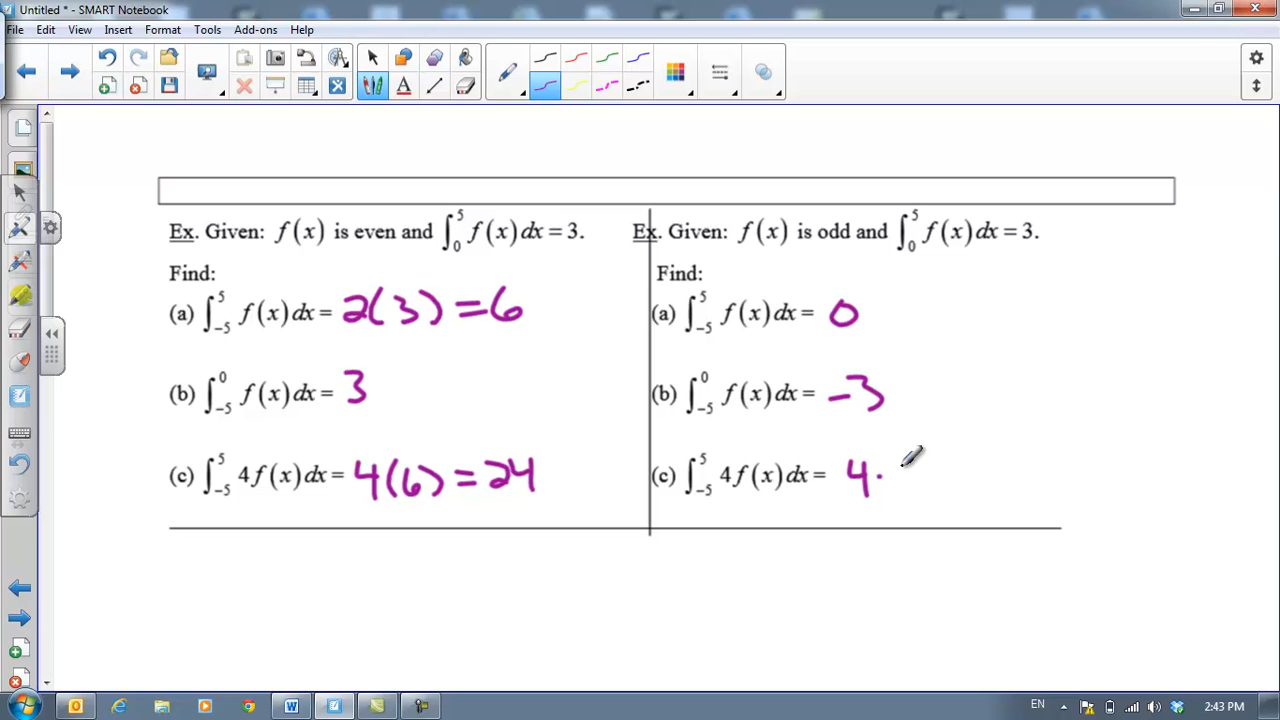 Untitled * - SMART Notebook
File Edit View Insert Format Tools Add-ons Help
Ex. Given: f(x) is even and ∫₀⁵ f(x)dx = 3.
Find:
(a) ∫₋₅⁵ f(x)dx = 2(3) = 6
(b) ∫₋₅⁰ f(x)dx = 3
(c) ∫₋₅⁵ 4f(x)dx = 4(6) = 24
Ex. Given: f(x) is odd and ∫₀⁵ f(x)dx = 3.
Find:
(a) ∫₋₅⁵ f(x)dx = 0
(b) ∫₋₅⁰ f(x)dx = -3
(c) ∫₋₅⁵ 4f(x)dx = 4·
EN 2:43 PM